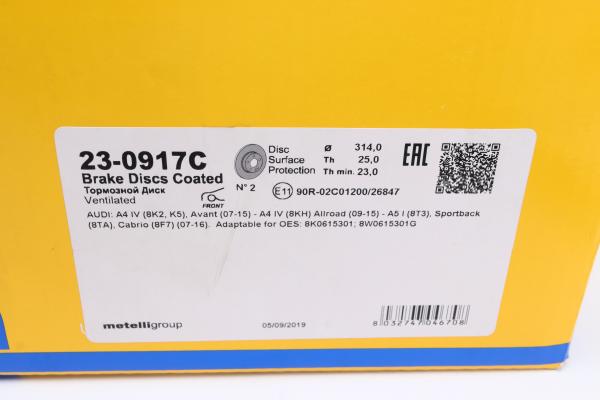 23-0917C
Brake Discs Coated
Тормозной Диск
Ventilated
FRONT
N° 2
Disc Ø 314,0
Surface Th 25,0
Protection Th min. 23,0
E11 90R-02C01200/26847
EAC
AUDI: A4 IV (8K2, K5), Avant (07-15) - A4 IV (8KH) Allroad (09-15) - A5 I (8T3), Sportback
(8TA), Cabrio (8F7) (07-16). Adaptable for OES: 8K0615301; 8W0615301G
metelligroup
05/09/2019
8 032747 046708